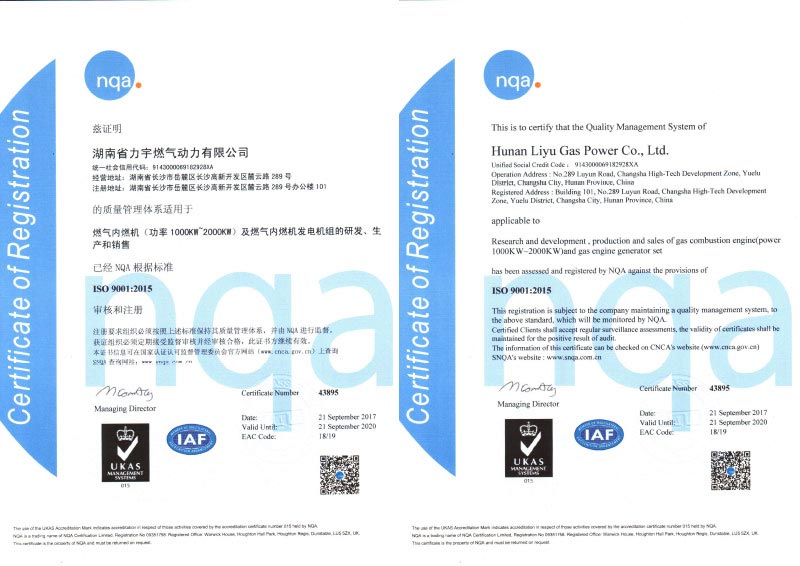 Certificate of Registration
nqa.
兹证明
湖南省力宇燃气动力有限公司
统一社会信用代码: 9143000069182928XA
经营地址: 湖南省长沙市岳麓区长沙高新开发区麓云路 289 号
注册地址: 湖南省长沙市岳麓区长沙高新开发区麓云路 289 号办公楼 101
的质量管理体系适用于
燃气内燃机（功率 1000KW~2000KW）及燃气内燃机发电机组的研发、生
产和销售
已经 NQA 根据标准
ISO 9001:2015
审核和注册
注册要求组织必须按照上述标准保持其质量管理体系, 并由 NQA 进行监督。
获证组织必须定期接受监督审核并经审核合格, 此证书方继续有效。
本证书信息可在国家认证认可监督管理委员会官方网站 (www.cnca.gov.cn) 上查询
SNQA 查询网站: www.snqa.com.cn
Managing Director
Certificate Number 43895
Date: 21 September 2017
Valid Until: 21 September 2020
EAC Code: 18/19
UKAS
MANAGEMENT
SYSTEMS
015
IAF
The use of the UKAS Accreditation Mark indicates accreditation in respect of those activities covered by the accreditation certificate number 015 held by NQA.
NQA is a trading name of NQA Certification Limited, Registration No 09351758. Registered Office: Warwick House, Houghton Hall Park, Houghton Regis, Dunstable, LU5 5ZX, UK.
This certificate is the property of NQA and must be returned on request.
Certificate of Registration
nqa.
This is to certify that the Quality Management System of
Hunan Liyu Gas Power Co., Ltd.
Unified Social Credit Code : 9143000069182928XA
Operation Address : No.289 Luyun Road, Changsha High-Tech Development Zone, Yuelu
District, Changsha City, Hunan Province, China
Registered Address : Building 101, No.289 Luyun Road, Changsha High-Tech Development
Zone, Yuelu District, Changsha City, Hunan Province, China
applicable to
Research and development , production and sales of gas combustion engine(power
1000KW~2000KW)and gas engine generator set
has been assessed and registered by NQA against the provisions of
ISO 9001:2015
This registration is subject to the company maintaining a quality management system, to
the above standard, which will be monitored by NQA.
Certified Clients shall accept regular surveillance assessments, the validity of certificates shall be
maintained for the positive result of audit.
The information of this certificate can be checked on CNCA's website (www.cnca.gov.cn)
SNQA's website : www.snqa.com.cn
Managing Director
Certificate Number 43895
Date: 21 September 2017
Valid Until: 21 September 2020
EAC Code: 18/19
UKAS
MANAGEMENT
SYSTEMS
015
IAF
The use of the UKAS Accreditation Mark indicates accreditation in respect of those activities covered by the accreditation certificate number 015 held by NQA.
NQA is a trading name of NQA Certification Limited, Registration No 09351758. Registered Office: Warwick House, Houghton Hall Park, Houghton Regis, Dunstable, LU5 5ZX, UK.
This certificate is the property of NQA and must be returned on request.